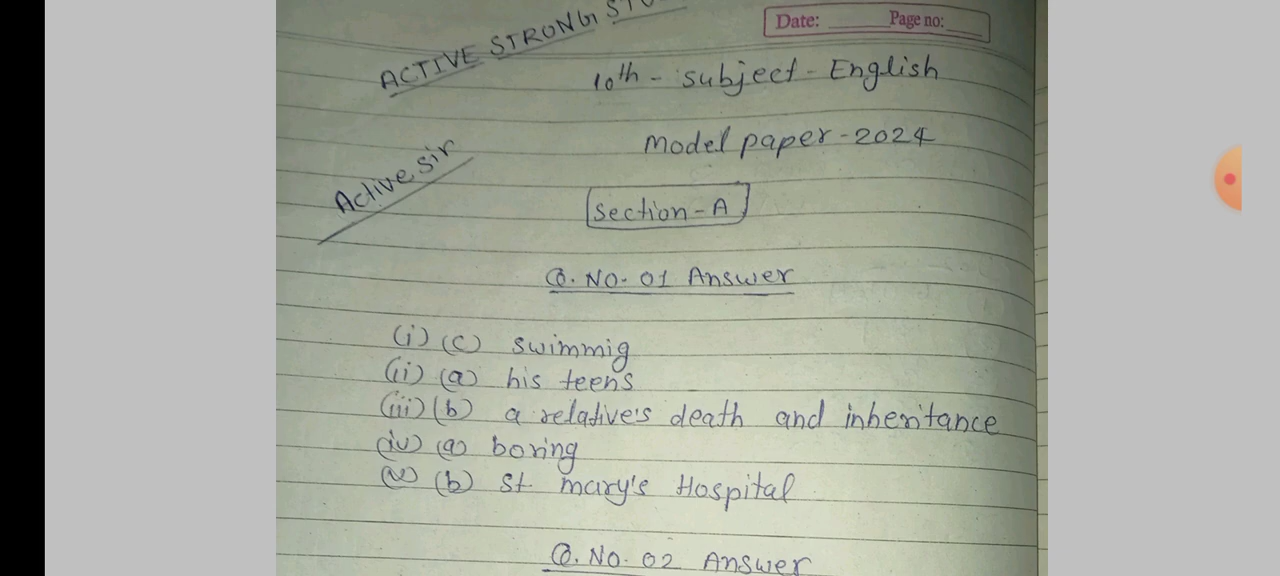 ACTIVE STRONG
Date: Page no:
10th - subject - English
model paper - 2024
Active sir
section - A
Q. No. 01 Answer
(i) (c) swimmig
(ii) (a) his teens
(iii) (b) a relative's death and inheritance
(iv) (a) boring
(v) (b) st. mary's Hospital
Q. No. 02 Answer